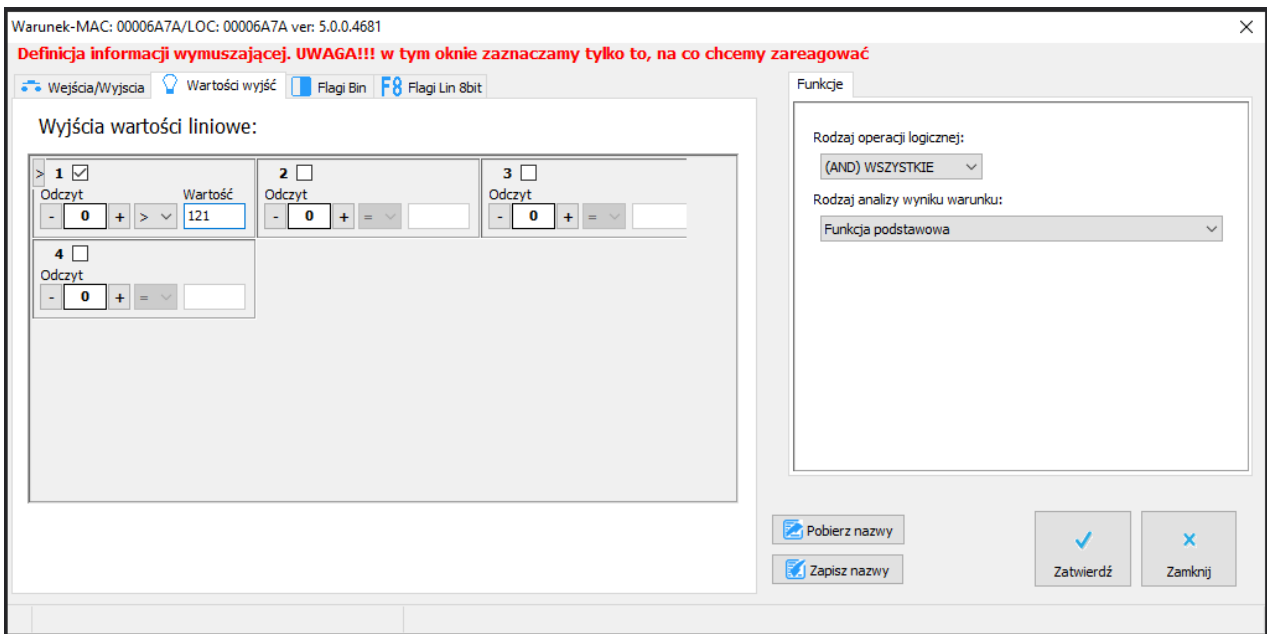 Warunek-MAC: 00006A7A/LOC: 00006A7A ver: 5.0.0.4681
Definicja informacji wymuszającej. UWAGA!!! w tym oknie zaznaczamy tylko to, na co chcemy zareagować
Wejścia/Wyjscia Wartości wyjść Flagi Bin F8 Flagi Lin 8bit
Wyjścia wartości liniowe:
> 1 2 3
Odczyt Wartość Odczyt Odczyt
- 0 + > 121 - 0 + = - 0 + =
4
Odczyt
- 0 + =
Funkcje
Rodzaj operacji logicznej:
(AND) WSZYSTKIE
Rodzaj analizy wyniku warunku:
Funkcja podstawowa
Pobierz nazwy
Zapisz nazwy
Zatwierdź
Zamknij